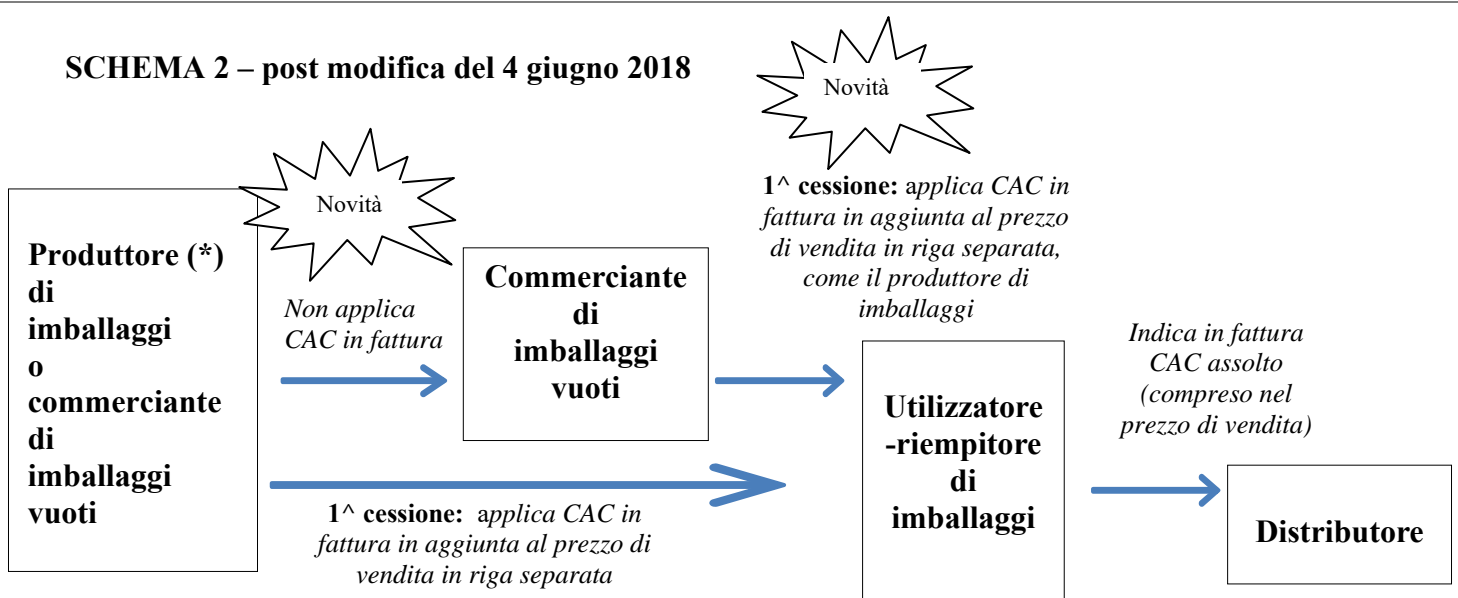 SCHEMA 2 – post modifica del 4 giugno 2018
Novità
Novità
Produttore (*)
di
imballaggi
o
commerciante
di
imballaggi
vuoti
Non applica
CAC in fattura
Commerciante
di
imballaggi
vuoti
1^ cessione: applica CAC in
fattura in aggiunta al prezzo
di vendita in riga separata,
come il produttore di
imballaggi
1^ cessione: applica CAC in
fattura in aggiunta al prezzo di
vendita in riga separata
Utilizzatore
-riempitore
di
imballaggi
Indica in fattura
CAC assolto
(compreso nel
prezzo di vendita)
Distributore